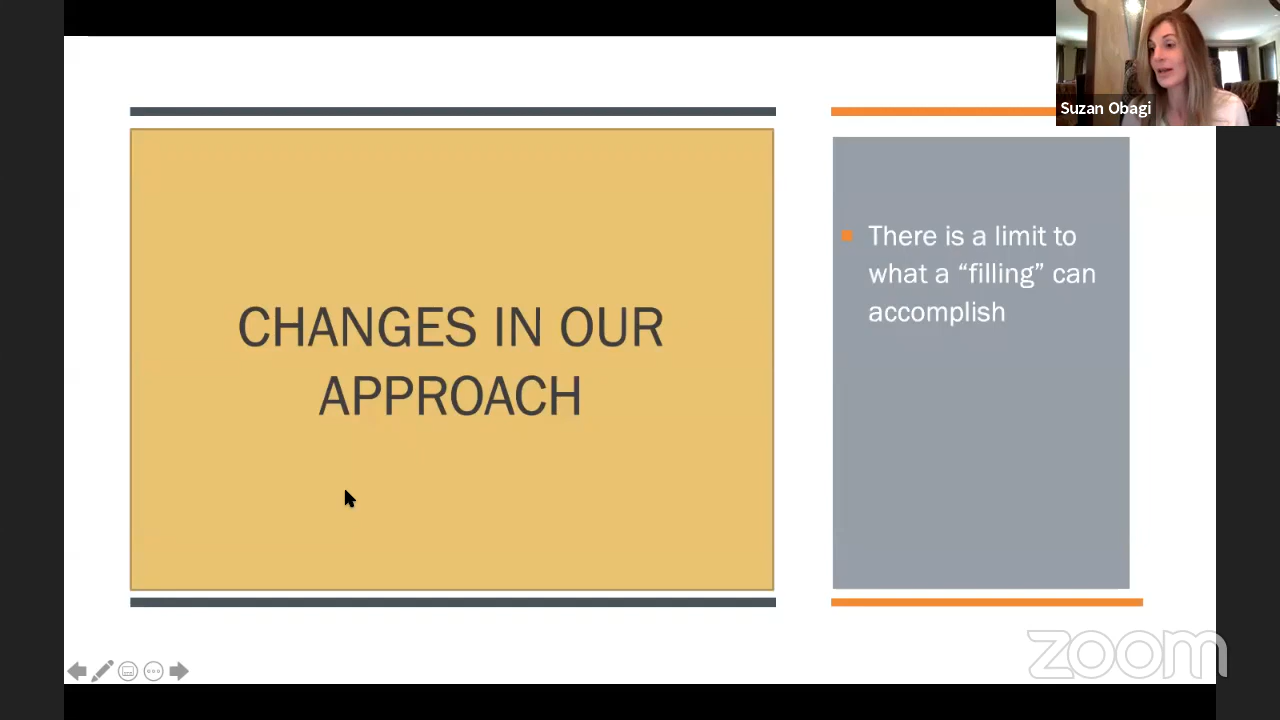 Suzan Obagi
CHANGES IN OUR
APPROACH
There is a limit to
what a “filling” can
accomplish
zoom